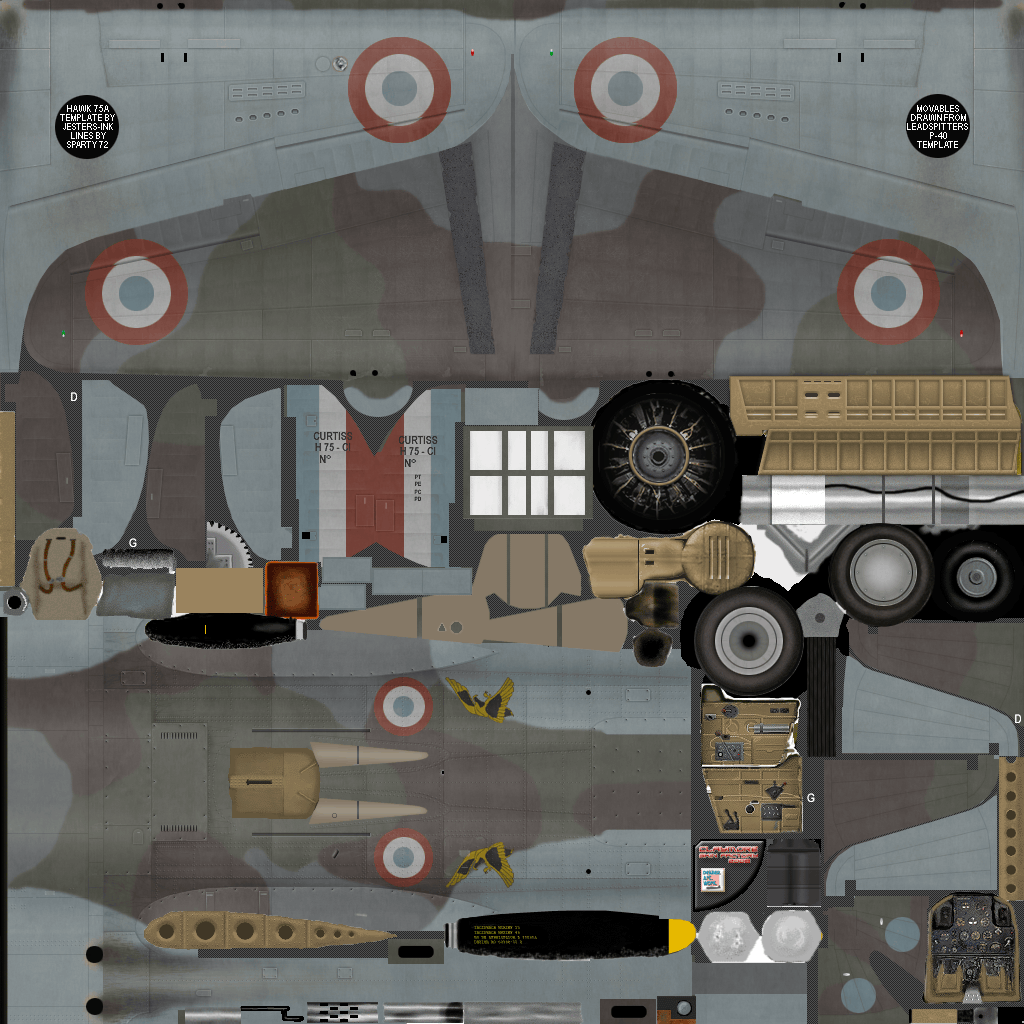 HAWK 75A
TEMPLATE BY
JESTERS-INK
LINES BY
SPARTY 72
MOVABLES
DRAWN FROM
LEADSPITTERS
P-40
TEMPLATE
D
CURTISS
H 75 - C1
N°
CURTISS
H 75 - C1
N°
PT
PE
PC
PD
G
I
D
G